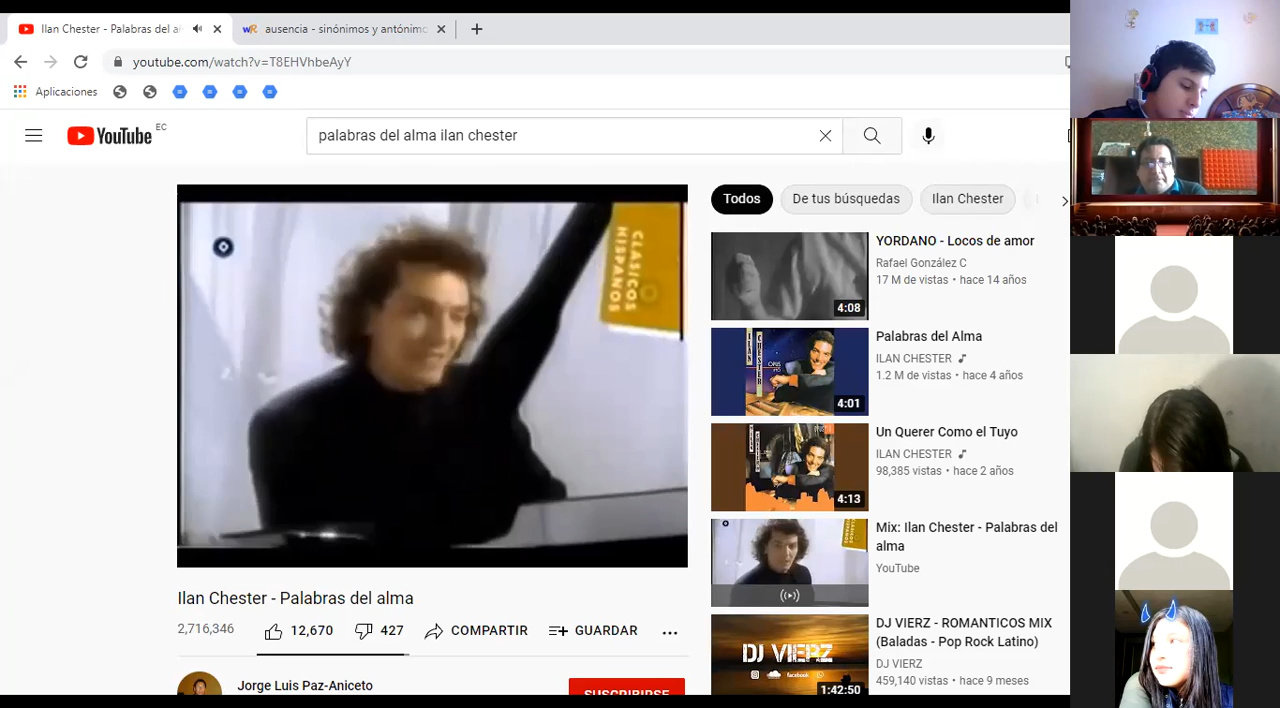 Ilan Chester - Palabras del al
ausencia - sinónimos y antónimo
youtube.com/watch?v=T8EHVhbeAyY
Aplicaciones
YouTube EC
palabras del alma ilan chester
CLASICOS
HISPANOS
Ilan Chester - Palabras del alma
2,716,346
12,670
427
COMPARTIR
GUARDAR
Jorge Luis Paz-Aniceto
SUSCRIBIRSE
Todos
De tus búsquedas
Ilan Chester
YORDANO - Locos de amor
Rafael González C
17 M de vistas • hace 14 años
4:08
Palabras del Alma
ILAN CHESTER
1.2 M de vistas • hace 4 años
4:01
Un Querer Como el Tuyo
ILAN CHESTER
98,385 vistas • hace 2 años
4:13
Mix: Ilan Chester - Palabras del
alma
YouTube
DJ VIERZ - ROMANTICOS MIX
(Baladas - Pop Rock Latino)
DJ VIERZ
459,140 vistas • hace 9 meses
DJ VIERZ
facebook
1:42:50